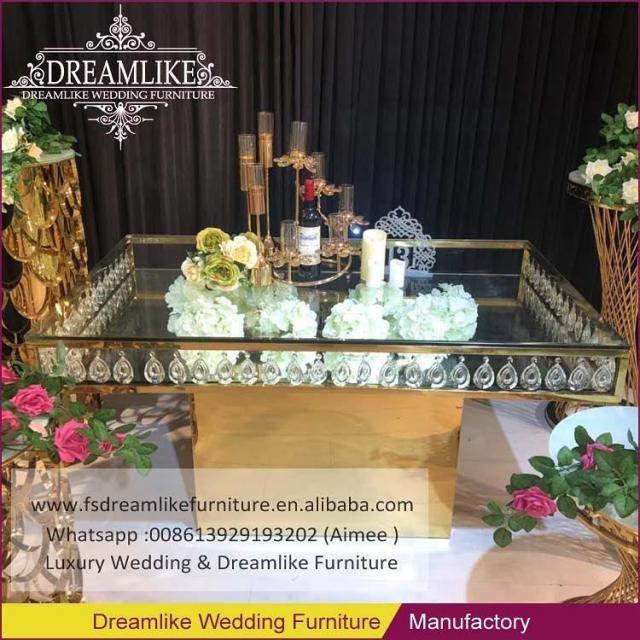 DREAMLIKE
DREAMLIKE WEDDING FURNITURE
www.fsdreamlikefurniture.en.alibaba.com
Whatsapp :008613929193202 (Aimee )
Luxury Wedding & Dreamlike Furniture
Dreamlike Wedding Furniture Manufactory